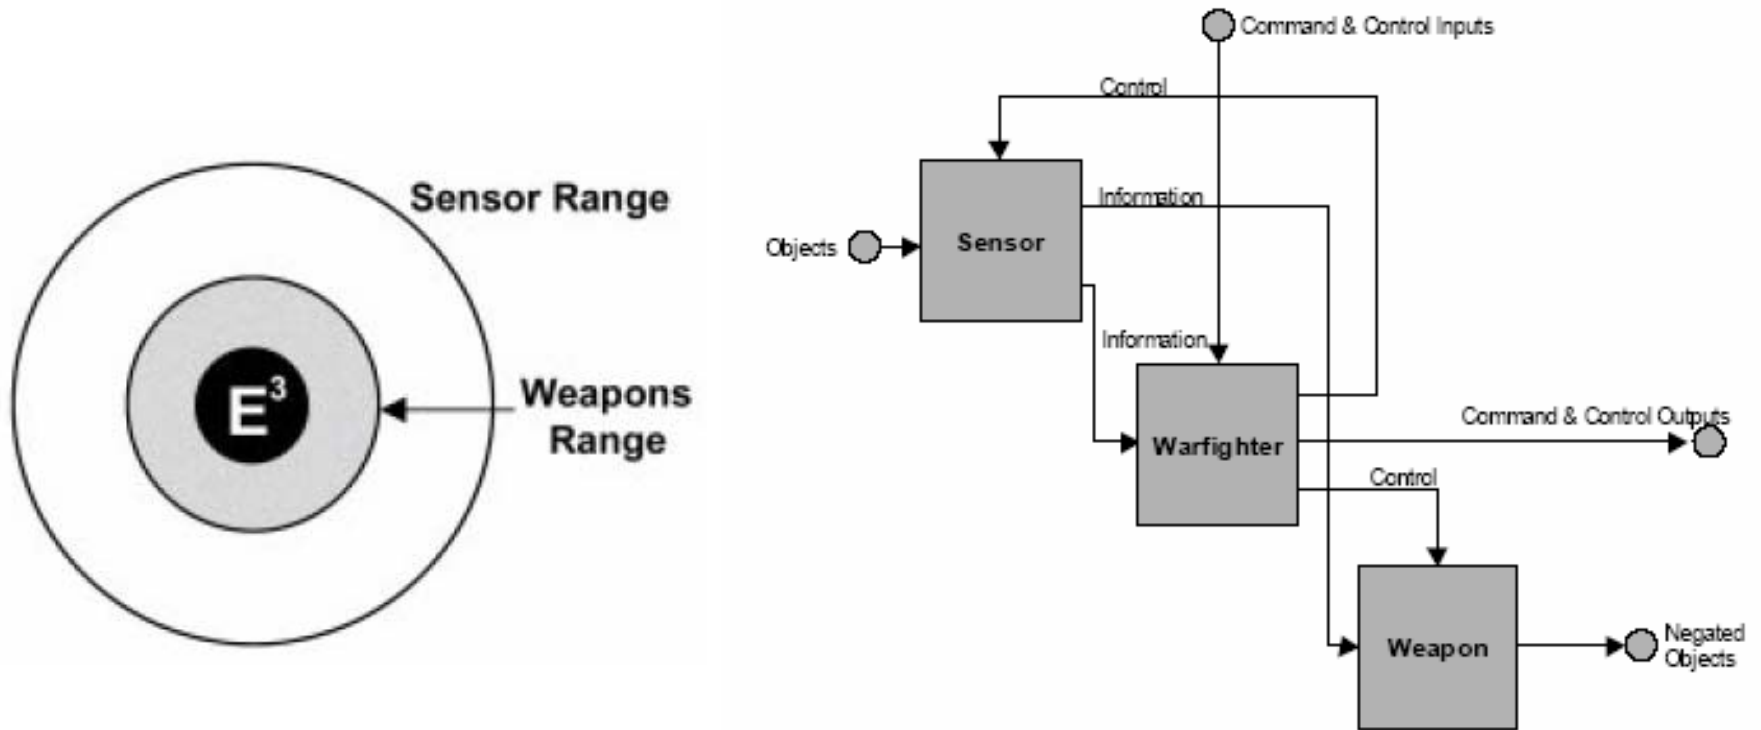 Sensor Range
E³
Weapons
Range
Command & Control Inputs
Control
Information
Objects
Sensor
Information
Warfighter
Command & Control Outputs
Control
Weapon
Negated
Objects